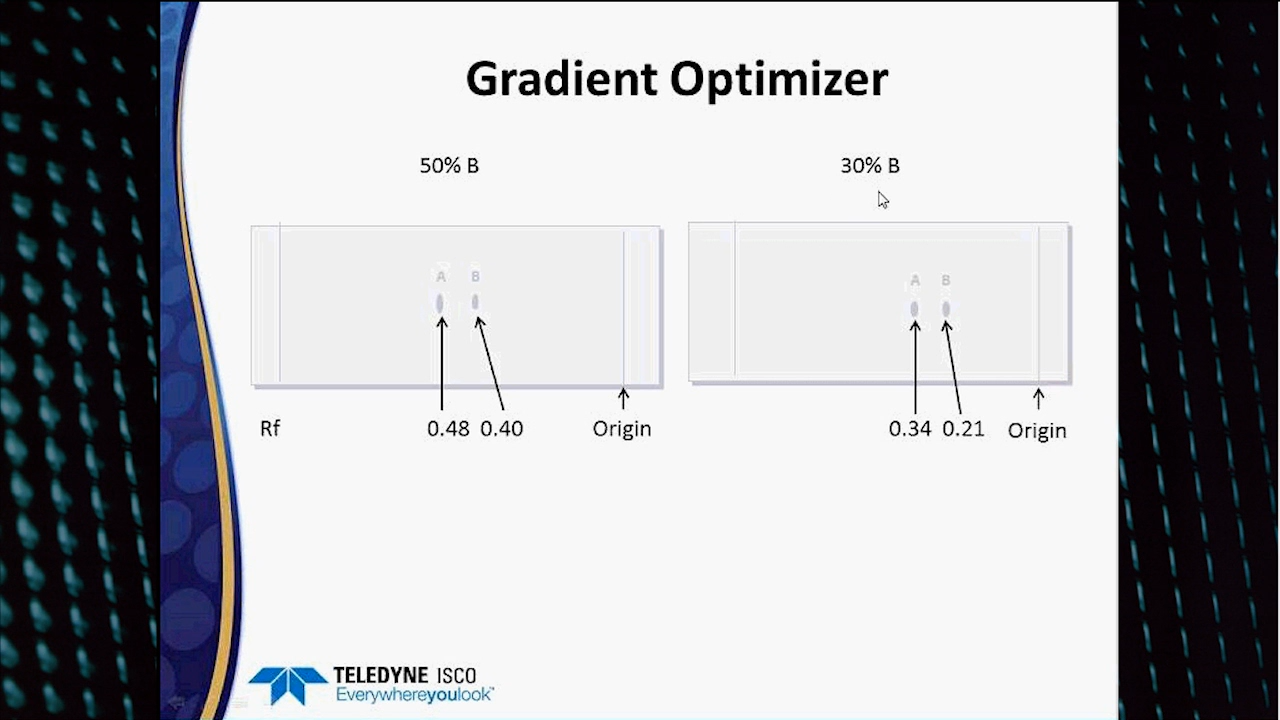 Gradient Optimizer
50% B
30% B
A B
A B
Rf 0.48 0.40 Origin
0.34 0.21 Origin
TELEDYNE ISCO
Everywhereyoulook™